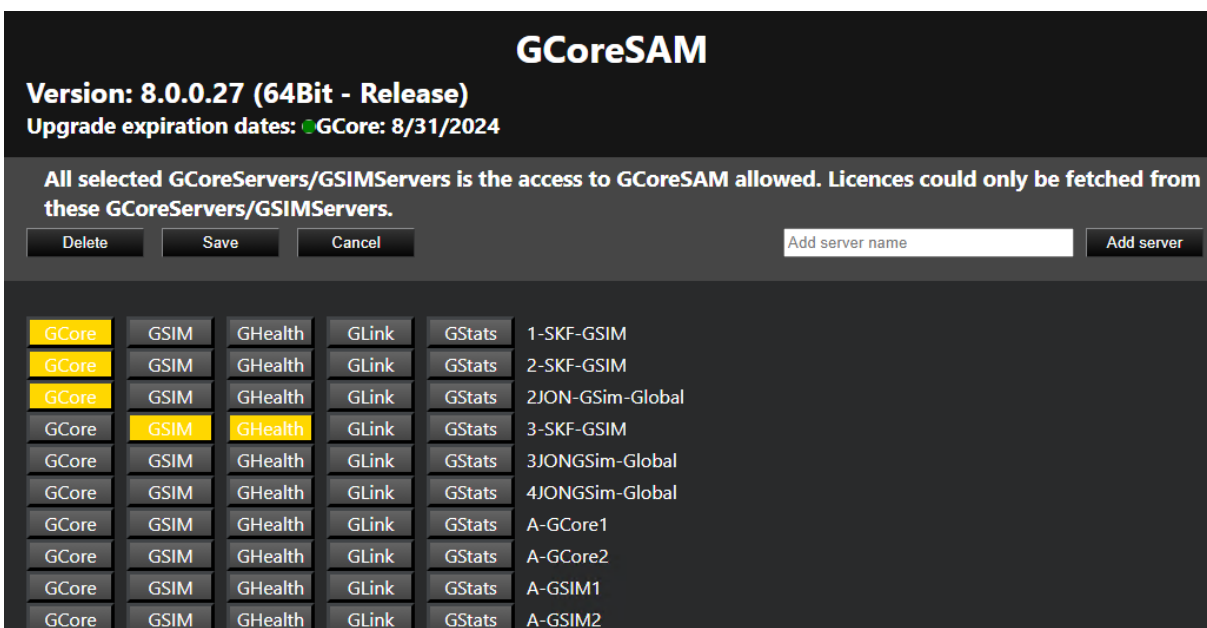 GCoreSAM
Version: 8.0.0.27 (64Bit - Release)
Upgrade expiration dates: GCore: 8/31/2024
All selected GCoreServers/GSIMServers is the access to GCoreSAM allowed. Licences could only be fetched from
these GCoreServers/GSIMServers.
Delete Save Cancel Add server name Add server
GCore GSIM GHealth GLink GStats 1-SKF-GSIM
GCore GSIM GHealth GLink GStats 2-SKF-GSIM
GCore GSIM GHealth GLink GStats 2JON-GSim-Global
GCore GSIM GHealth GLink GStats 3-SKF-GSIM
GCore GSIM GHealth GLink GStats 3JONGSim-Global
GCore GSIM GHealth GLink GStats 4JONGSim-Global
GCore GSIM GHealth GLink GStats A-GCore1
GCore GSIM GHealth GLink GStats A-GCore2
GCore GSIM GHealth GLink GStats A-GSIM1
GCore GSIM GHealth GLink GStats A-GSIM2